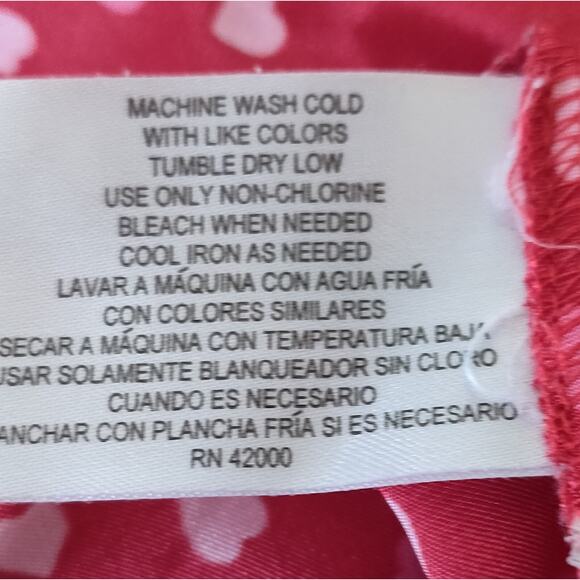 MACHINE WASH COLD
WITH LIKE COLORS
TUMBLE DRY LOW
USE ONLY NON-CHLORINE
BLEACH WHEN NEEDED
COOL IRON AS NEEDED
LAVAR A MÁQUINA CON AGUA FRÍA
CON COLORES SIMILARES
SECAR A MÁQUINA CON TEMPERATURA BAJA
USAR SOLAMENTE BLANQUEADOR SIN CLORO
CUANDO ES NECESARIO
ANCHAR CON PLANCHA FRÍA SI ES NECESARIO
RN 42000